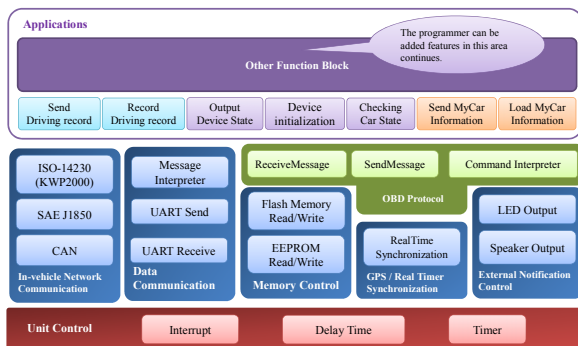 Applications
The programmer can be
added features in this area
continues.
Other Function Block
Send
Driving record
Record
Driving record
Output
Device State
Device
initialization
Checking
Car State
Send MyCar
Information
Load MyCar
Information
ISO-14230
(KWP2000)
SAE J1850
CAN
In-vehicle Network
Communication
Message
Interpreter
UART Send
UART Receive
Data
Communication
ReceiveMessage
SendMessage
Command Interpreter
OBD Protocol
Flash Memory
Read/Write
EEPROM
Read/Write
Memory Control
RealTime
Synchronization
GPS / Real Timer
Synchronization
LED Output
Speaker Output
External Notification
Control
Unit Control
Interrupt
Delay Time
Timer